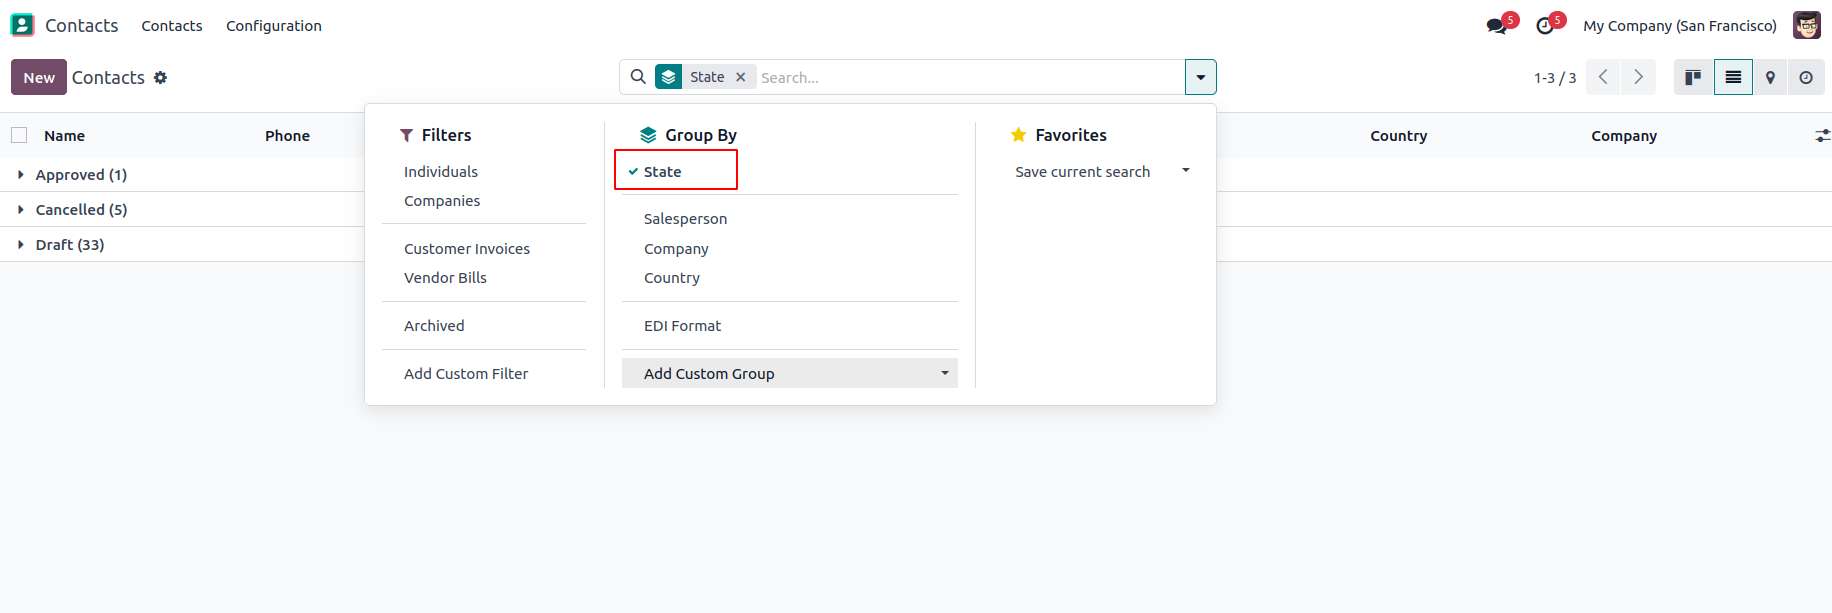 Contacts Contacts Configuration 5 5 My Company (San Francisco)
New Contacts State Search... 1-3 / 3
Name Phone Country Company
Approved (1)
Cancelled (5)
Draft (33)
Filters
Individuals
Companies
Customer Invoices
Vendor Bills
Archived
Add Custom Filter
Group By
State
Salesperson
Company
Country
EDI Format
Add Custom Group
Favorites
Save current search